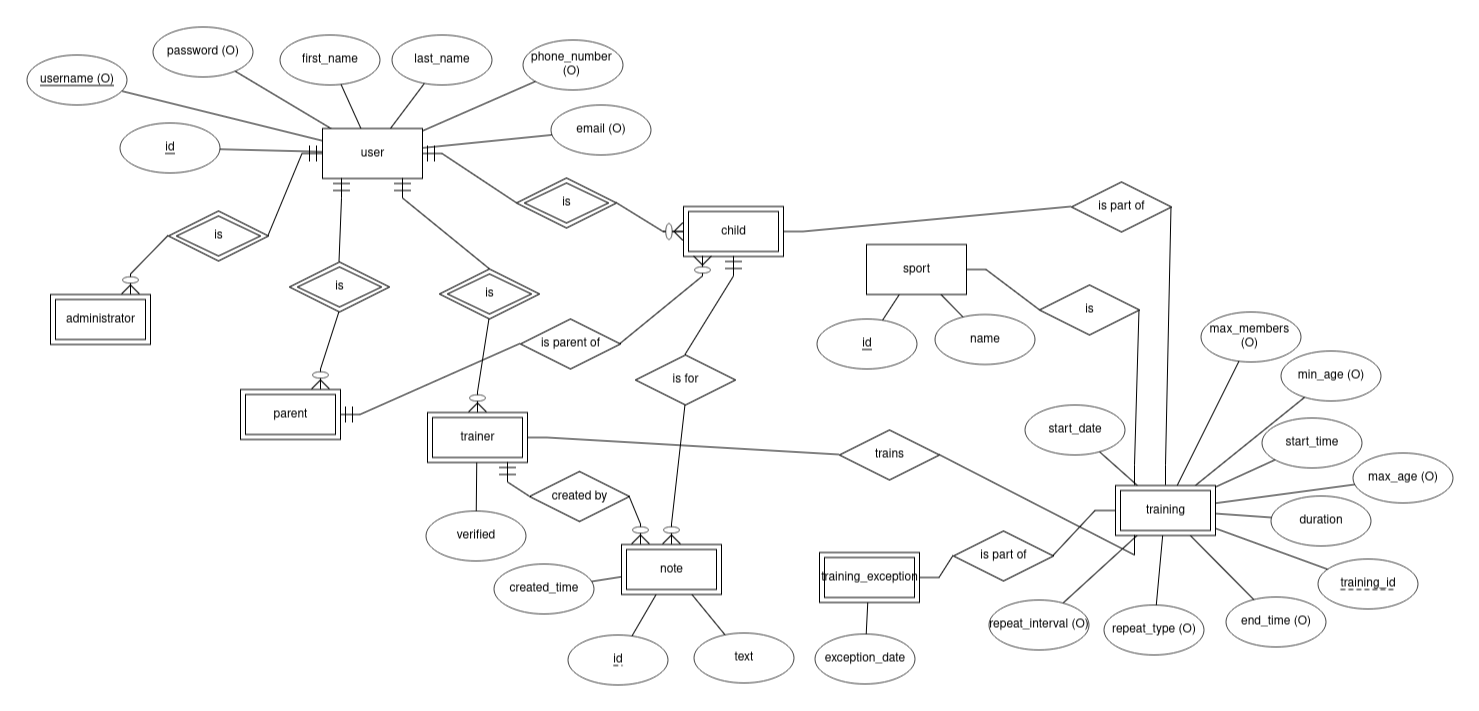 password (O)
first_name
last_name
phone_number
(O)
username (O)
email (O)
id
user
is
is
child
is part of
is
is
is
sport
administrator
is
is parent of
id
name
max_members
(O)
min_age (O)
is for
parent
trainer
start_date
start_time
trains
max_age (O)
created by
training
duration
verified
is part of
note
training_exception
created_time
training_id
repeat_interval (O)
repeat_type (O)
end_time (O)
id
text
exception_date